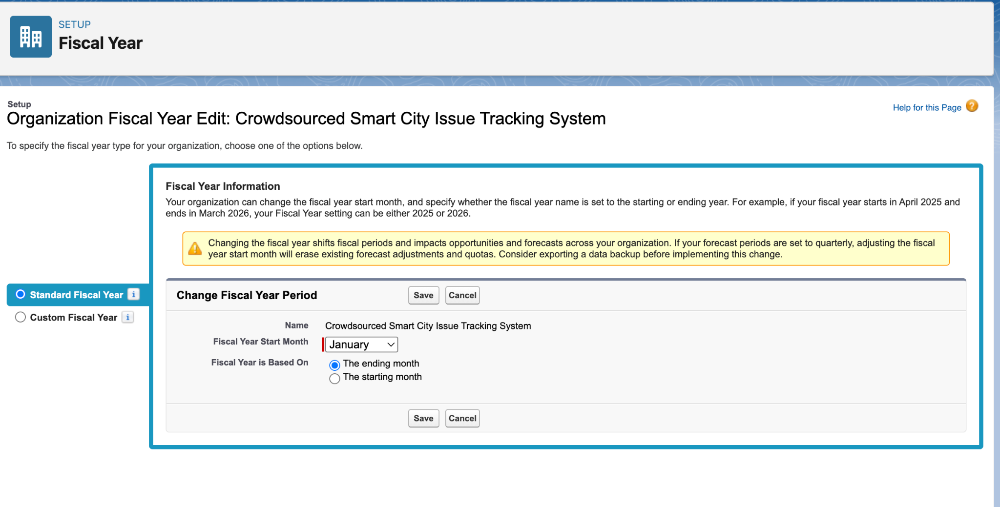 SETUP
Fiscal Year
Setup
Organization Fiscal Year Edit: Crowdsourced Smart City Issue Tracking System
Help for this Page ?
To specify the fiscal year type for your organization, choose one of the options below.
Standard Fiscal Year i
Custom Fiscal Year i
Fiscal Year Information
Your organization can change the fiscal year start month, and specify whether the fiscal year name is set to the starting or ending year. For example, if your fiscal year starts in April 2025 and
ends in March 2026, your Fiscal Year setting can be either 2025 or 2026.
Changing the fiscal year shifts fiscal periods and impacts opportunities and forecasts across your organization. If your forecast periods are set to quarterly, adjusting the fiscal
year start month will erase existing forecast adjustments and quotas. Consider exporting a data backup before implementing this change.
Change Fiscal Year Period Save Cancel
Name Crowdsourced Smart City Issue Tracking System
Fiscal Year Start Month January
Fiscal Year is Based On The ending month
The starting month
Save Cancel